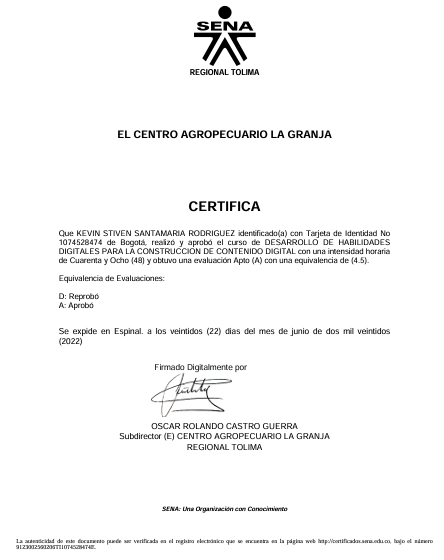 SENA
REGIONAL TOLIMA
EL CENTRO AGROPECUARIO LA GRANJA
CERTIFICA
Que KEVIN STIVEN SANTAMARIA RODRIGUEZ identificado(a) con Tarjeta de Identidad No
1074528474 de Bogotá, realizó y aprobó el curso de DESARROLLO DE HABILIDADES
DIGITALES PARA LA CONSTRUCCION DE CONTENIDO DIGITAL con una intensidad horaria
de Cuarenta y Ocho (48) y obtuvo una evaluación Apto (A) con una equivalencia de (4.5).
Equivalencia de Evaluaciones:
D: Reprobó
A: Aprobó
Se expide en Espinal. a los veintidos (22) dias del mes de junio de dos mil veintidos
(2022)
Firmado Digitalmente por
OSCAR ROLANDO CASTRO GUERRA
Subdirector (E) CENTRO AGROPECUARIO LA GRANJA
REGIONAL TOLIMA
SENA: Una Organización con Conocimiento
La autenticidad de este documento puede ser verificada en el registro electrónico que se encuentra en la página web http://certificados.sena.edu.co, bajo el número
9123002560206TI1074528474E.